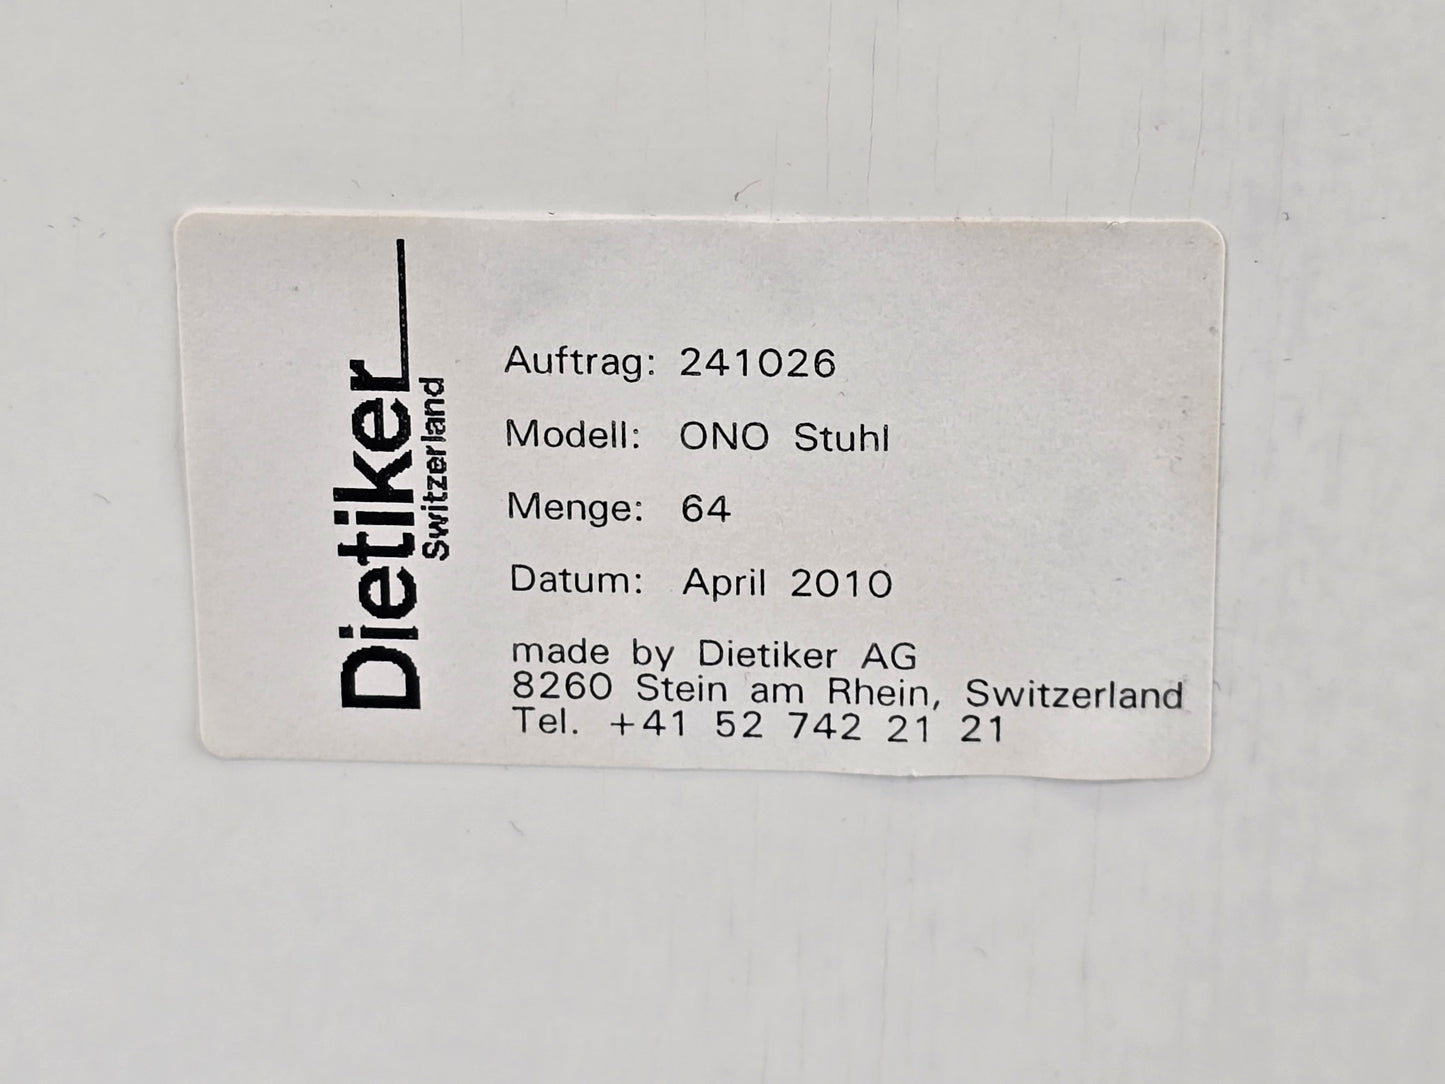 Dietiker
Switzerland
Auftrag: 241026
Modell: ONO Stuhl
Menge: 64
Datum: April 2010
made by Dietiker AG
8260 Stein am Rhein, Switzerland
Tel. +41 52 742 21 21